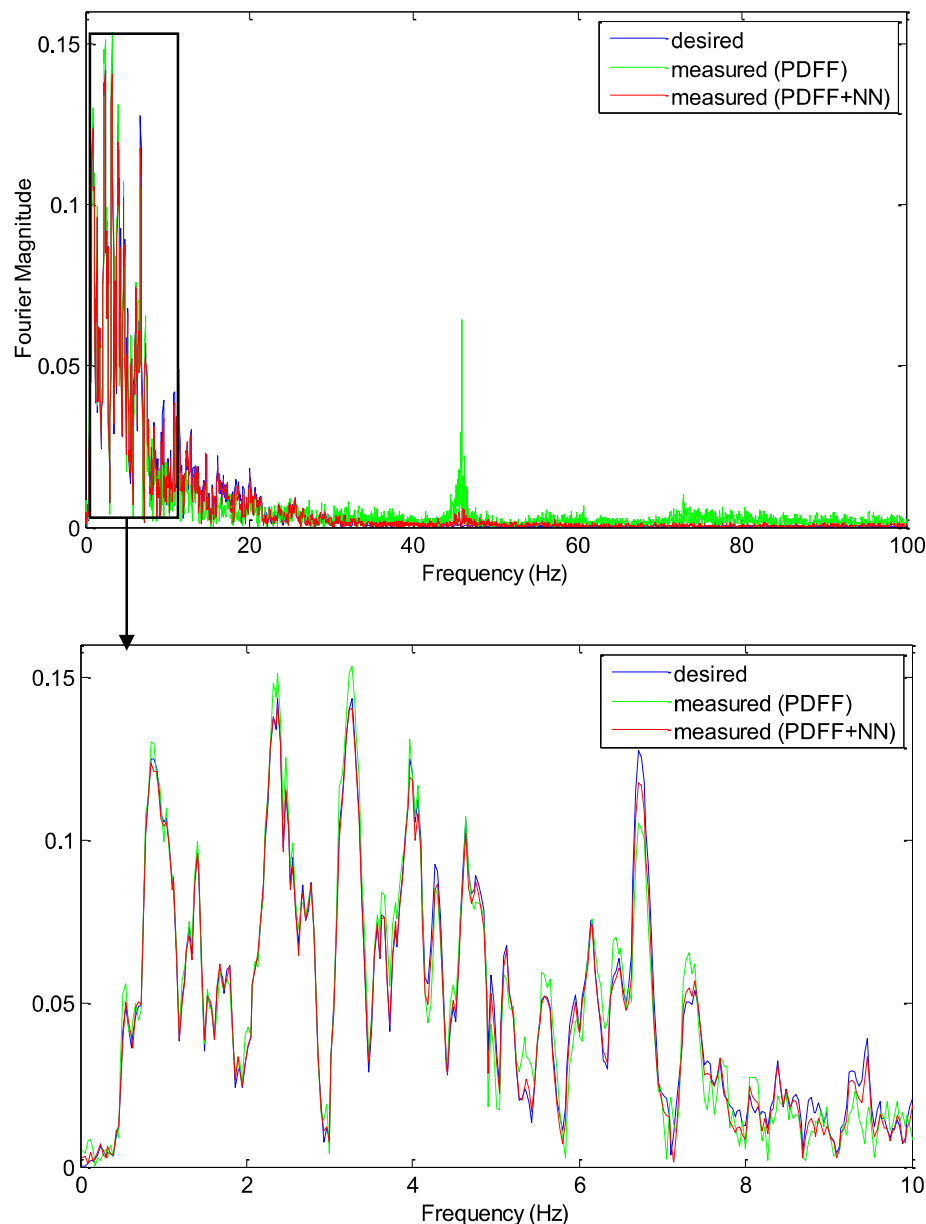 0.15
0.1
0.05
0
Fourier Magnitude
desired
measured (PDFF)
measured (PDFF+NN)
0 20 40 60 80 100
Frequency (Hz)
0.15
0.1
0.05
0
desired
measured (PDFF)
measured (PDFF+NN)
0 2 4 6 8 10
Frequency (Hz)